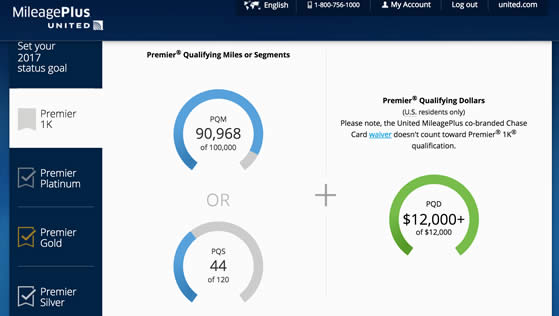 MileagePlus
UNITED
English
1-800-756-1000
My Account
Log out
united.com
Set your
2017
status goal
Premier
1K
Premier
Platinum
Premier
Gold
Premier
Silver
Premier® Qualifying Miles or Segments
PQM
90,968
of 100,000
OR
PQS
44
of 120
+
Premier® Qualifying Dollars
(U.S. residents only)
Please note, the United MileagePlus co-branded Chase
Card waiver doesn't count toward Premier® 1K®
qualification.
PQD
$12,000+
of $12,000